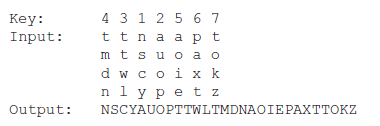 Key: 4 3 1 2 5 6 7
Input: t t n a a p t
m t s u o a o
d w c o i x k
n l y p e t z
Output: NSCYAUOPTTWLTMDNAOIEPAXTTOKZ